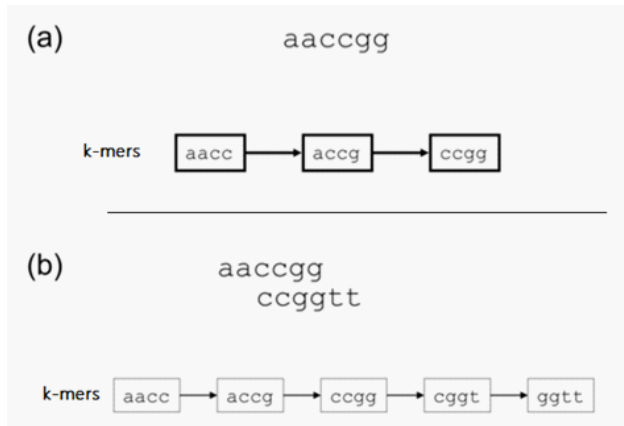 (a) aaccgg
k-mers aacc accg ccgg
(b) aaccgg
ccggtt
k-mers aacc accg ccgg cggt ggtt